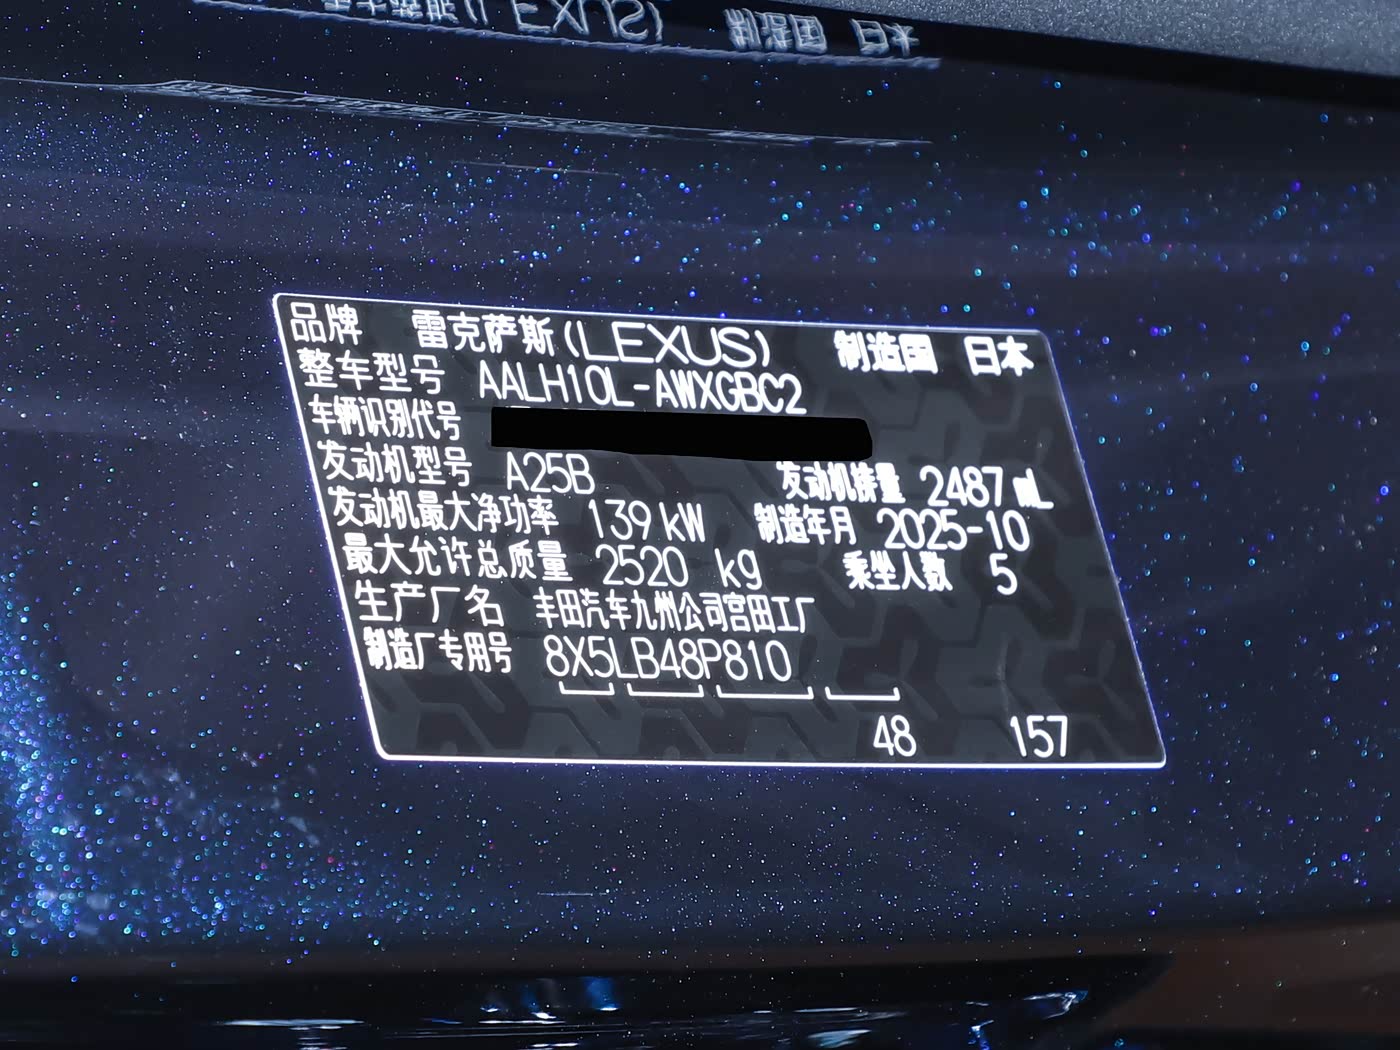 品牌 雷克萨斯(LEXUS) 制造国 日本
整车型号 AALH10L-AWXGBC2
车辆识别代号
发动机型号 A25B 发动机排量 2487 mL
发动机最大净功率 139 kW 制造年月 2025-10
最大允许总质量 2520 kg 乘坐人数 5
生产厂名 丰田汽车九州公司宫田工厂
制造厂专用号 8X5LB48P810
48 157